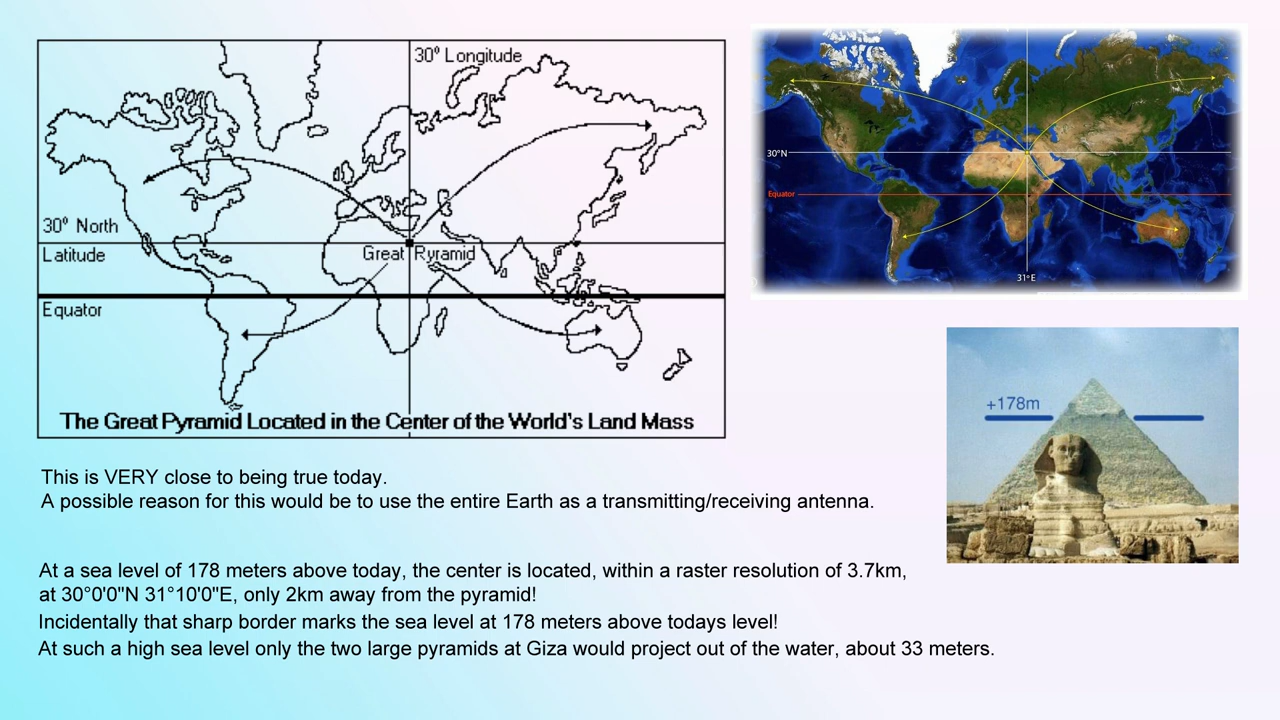 30⁰ Longitude
30⁰ North
Latitude
Great Pyramid
Equator
The Great Pyramid Located in the Center of the World's Land Mass
30°N
Equator
31°E
+178m
This is VERY close to being true today.
A possible reason for this would be to use the entire Earth as a transmitting/receiving antenna.
At a sea level of 178 meters above today, the center is located, within a raster resolution of 3.7km,
at 30°0'0"N 31°10'0"E, only 2km away from the pyramid!
Incidentally that sharp border marks the sea level at 178 meters above todays level!
At such a high sea level only the two large pyramids at Giza would project out of the water, about 33 meters.